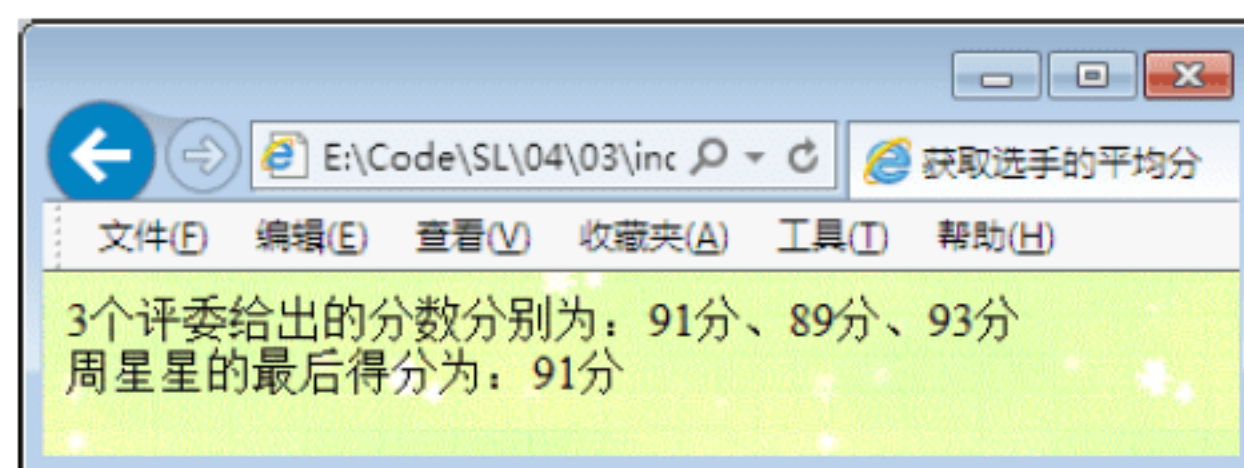 E:\Code\SL\04\03\inc
获取选手的平均分
文件(F) 编辑(E) 查看(V) 收藏夹(A) 工具(T) 帮助(H)
3个评委给出的分数分别为：91分、89分、93分
周星星的最后得分为：91分